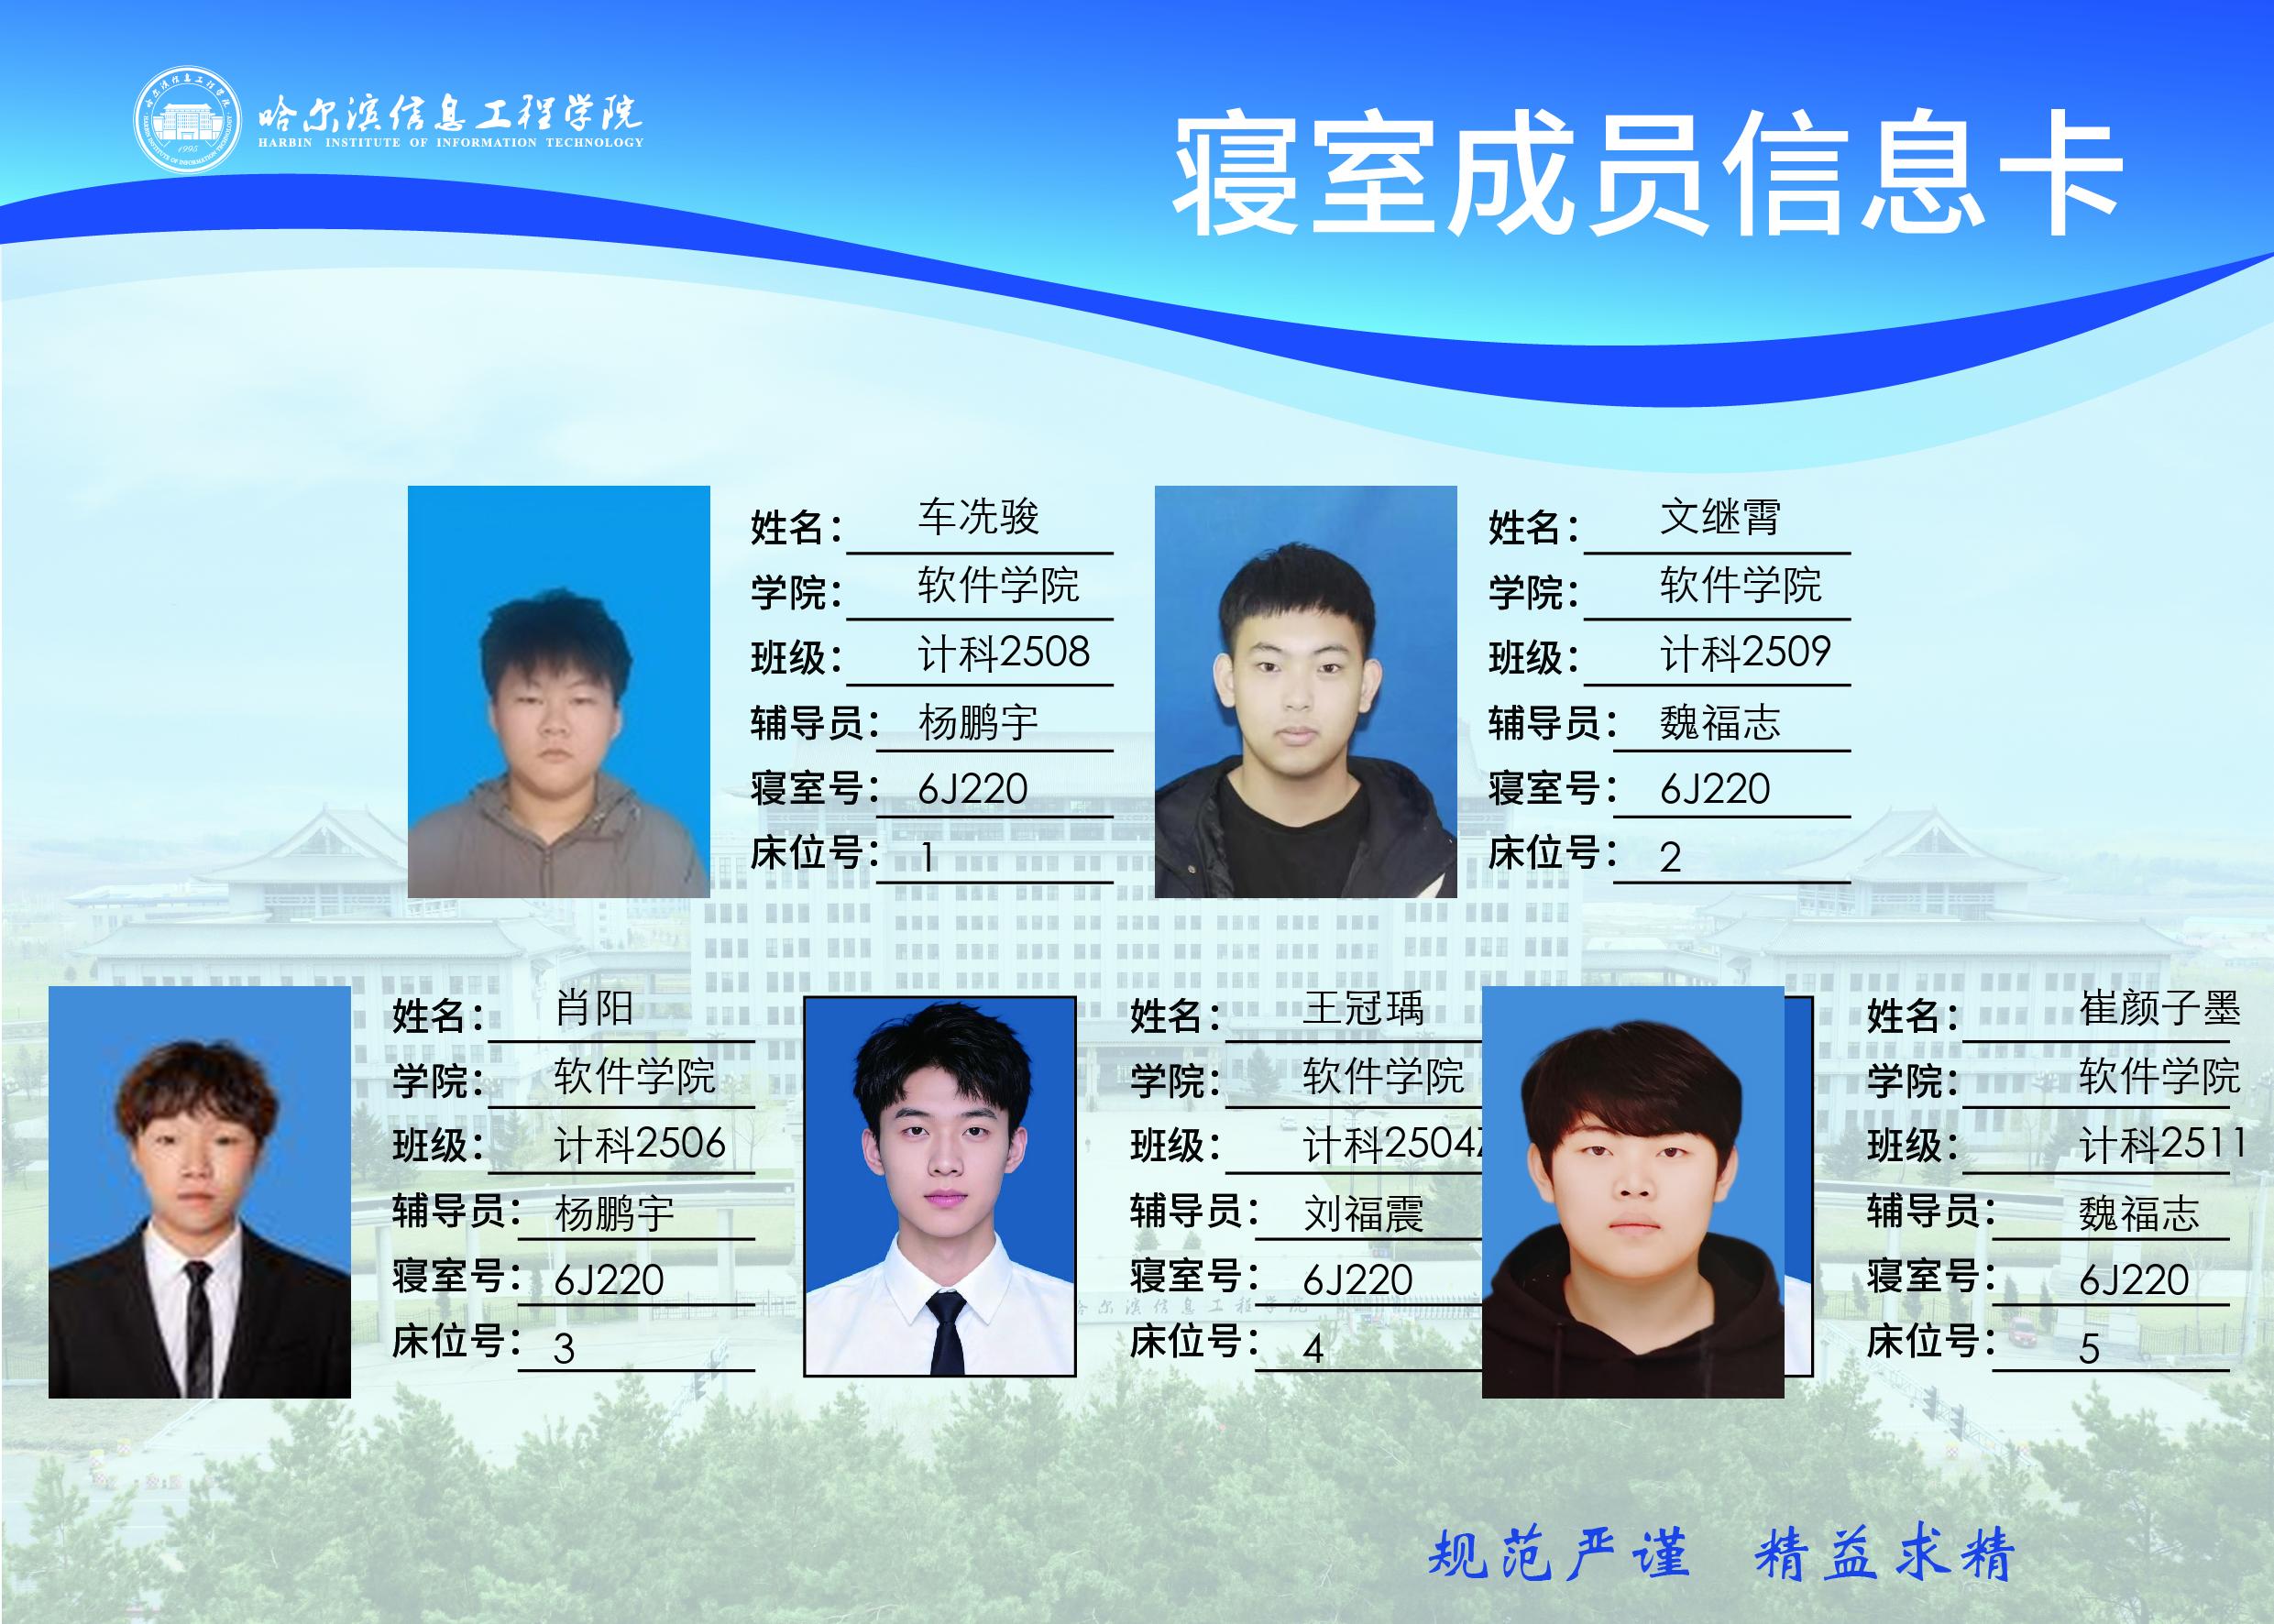 哈尔滨信息工程学院
HARBIN INSTITUTE OF INFORMATION TECHNOLOGY
1995
寝室成员信息卡
姓名：车冼骏
学院：软件学院
班级：计科2508
辅导员：杨鹏宇
寝室号：6J220
床位号：1
姓名：文继霄
学院：软件学院
班级：计科2509
辅导员：魏福志
寝室号：6J220
床位号：2
姓名：肖阳
学院：软件学院
班级：计科2506
辅导员：杨鹏宇
寝室号：6J220
床位号：3
姓名：王冠瑀
学院：软件学院
班级：计科2504
辅导员：刘福震
寝室号：6J220
床位号：4
姓名：崔颜子墨
学院：软件学院
班级：计科2511
辅导员：魏福志
寝室号：6J220
床位号：5
哈尔滨信息工程学院
规范严谨 精益求精